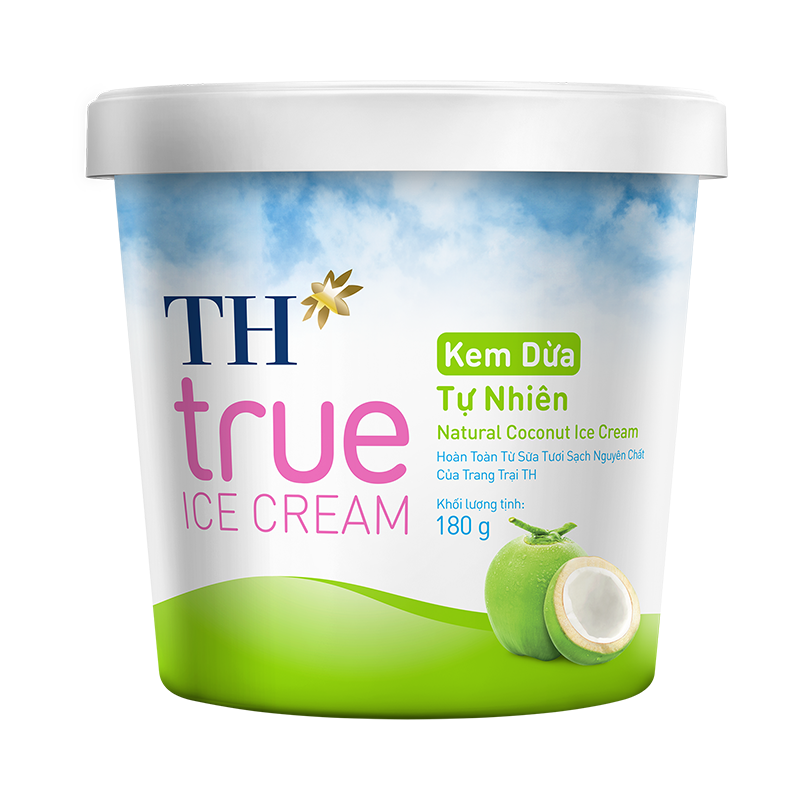 TH
true
ICE CREAM
Kem Dừa
Tự Nhiên
Natural Coconut Ice Cream
Hoàn Toàn Từ Sữa Tươi Sạch Nguyên Chất
Của Trang Trại TH
Khối lượng tịnh:
180 g